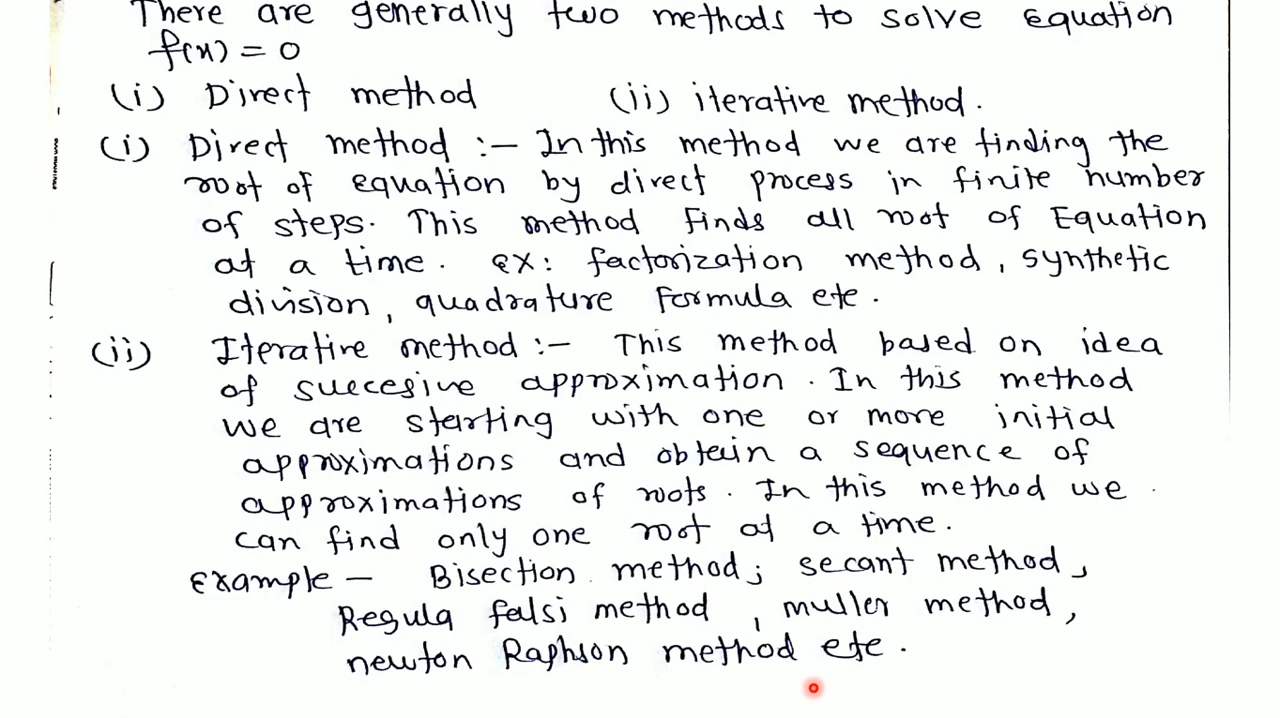 There are generally two methods to solve Equation
f(x) = 0
(i) Direct method (ii) iterative method.
(i) Direct method :- In this method we are finding the
root of equation by direct process in finite number
of steps. This method finds all root of Equation
at a time. EX: factorization method, synthetic
division, quadrature formula etc.
(ii) Iterative method :- This method based on idea
of succesive approximation. In this method
we are starting with one or more initial
approximations and obtain a sequence of
approximations of roots. In this method we
can find only one root at a time.
Example - Bisection method; secant method,
Regula falsi method, muller method,
newton Raphson method etc.